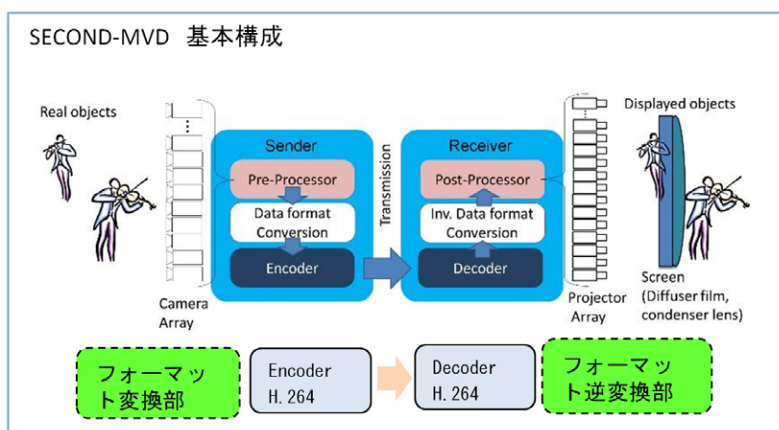 SECOND-MVD 基本構成
Real objects
Displayed objects
Sender
Receiver
Pre-Processor
Post-Processor
Transmission
Data format
Conversion
Inv. Data format
Conversion
Encoder
Decoder
Camera
Array
Projector
Array
Screen
(Diffuser film,
condenser lens)
フォーマッ
ト変換部
Encoder
H. 264
Decoder
H. 264
フォーマッ
ト逆変換部